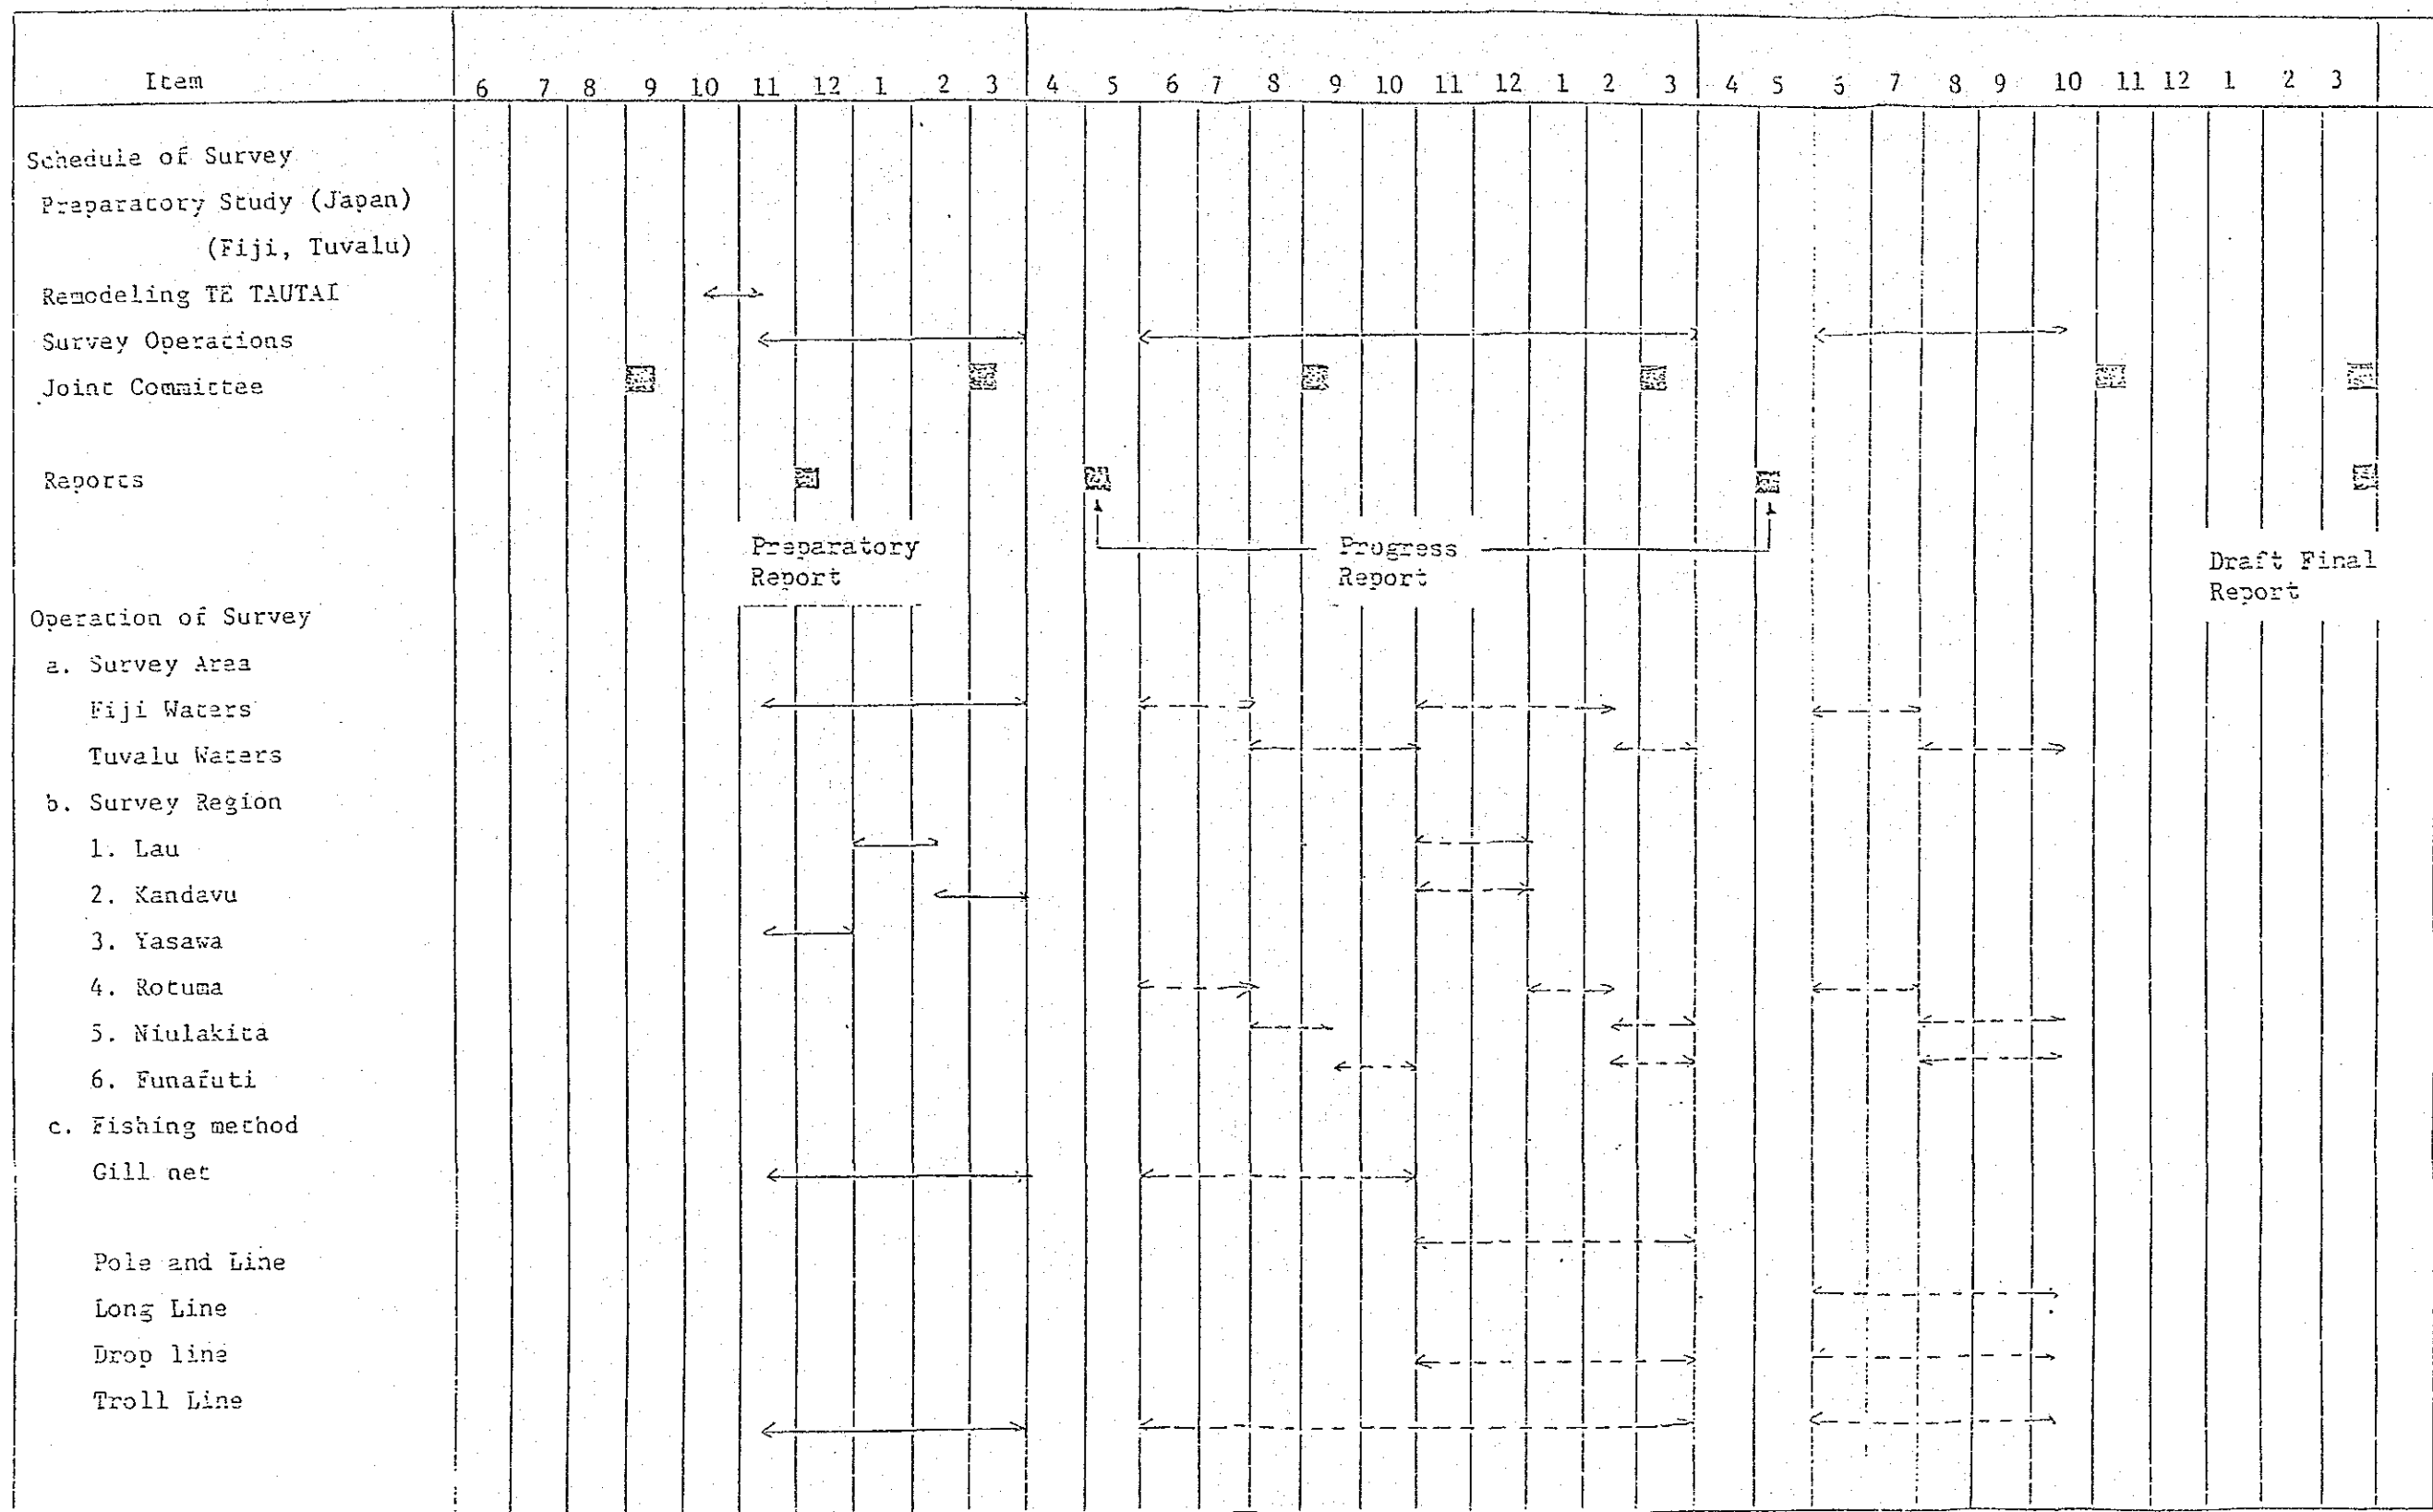 Item 6 7 8 9 10 11 12 1 2 3 4 5 6 7 8 9 10 11 12 1 2 3 4 5 6 7 8 9 10 11 12 1 2 3
Schedule of Survey
Preparatory Study (Japan)
(Fiji, Tuvalu)
Remodeling TE TAUTAI
Survey Operations
Joint Committee
Reports
Preparatory
Report
Progress
Report
Draft Final
Report
Operation of Survey
a. Survey Area
Fiji Waters
Tuvalu Waters
b. Survey Region
1. Lau
2. Kandavu
3. Yasawa
4. Rotuma
5. Niulakita
6. Funafuti
c. Fishing method
Gill net
Pole and Line
Long Line
Drop line
Troll Line